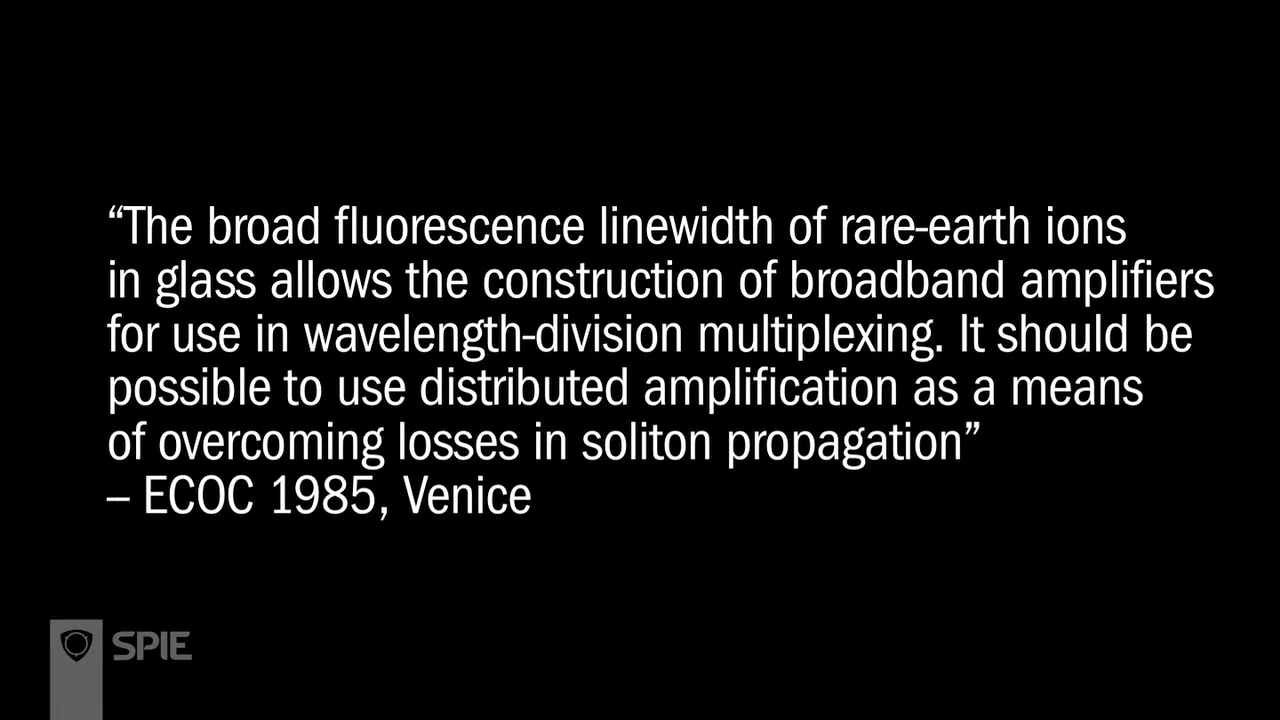 “The broad fluorescence linewidth of rare-earth ions
in glass allows the construction of broadband amplifiers
for use in wavelength-division multiplexing. It should be
possible to use distributed amplification as a means
of overcoming losses in soliton propagation”
– ECOC 1985, Venice
SPIE